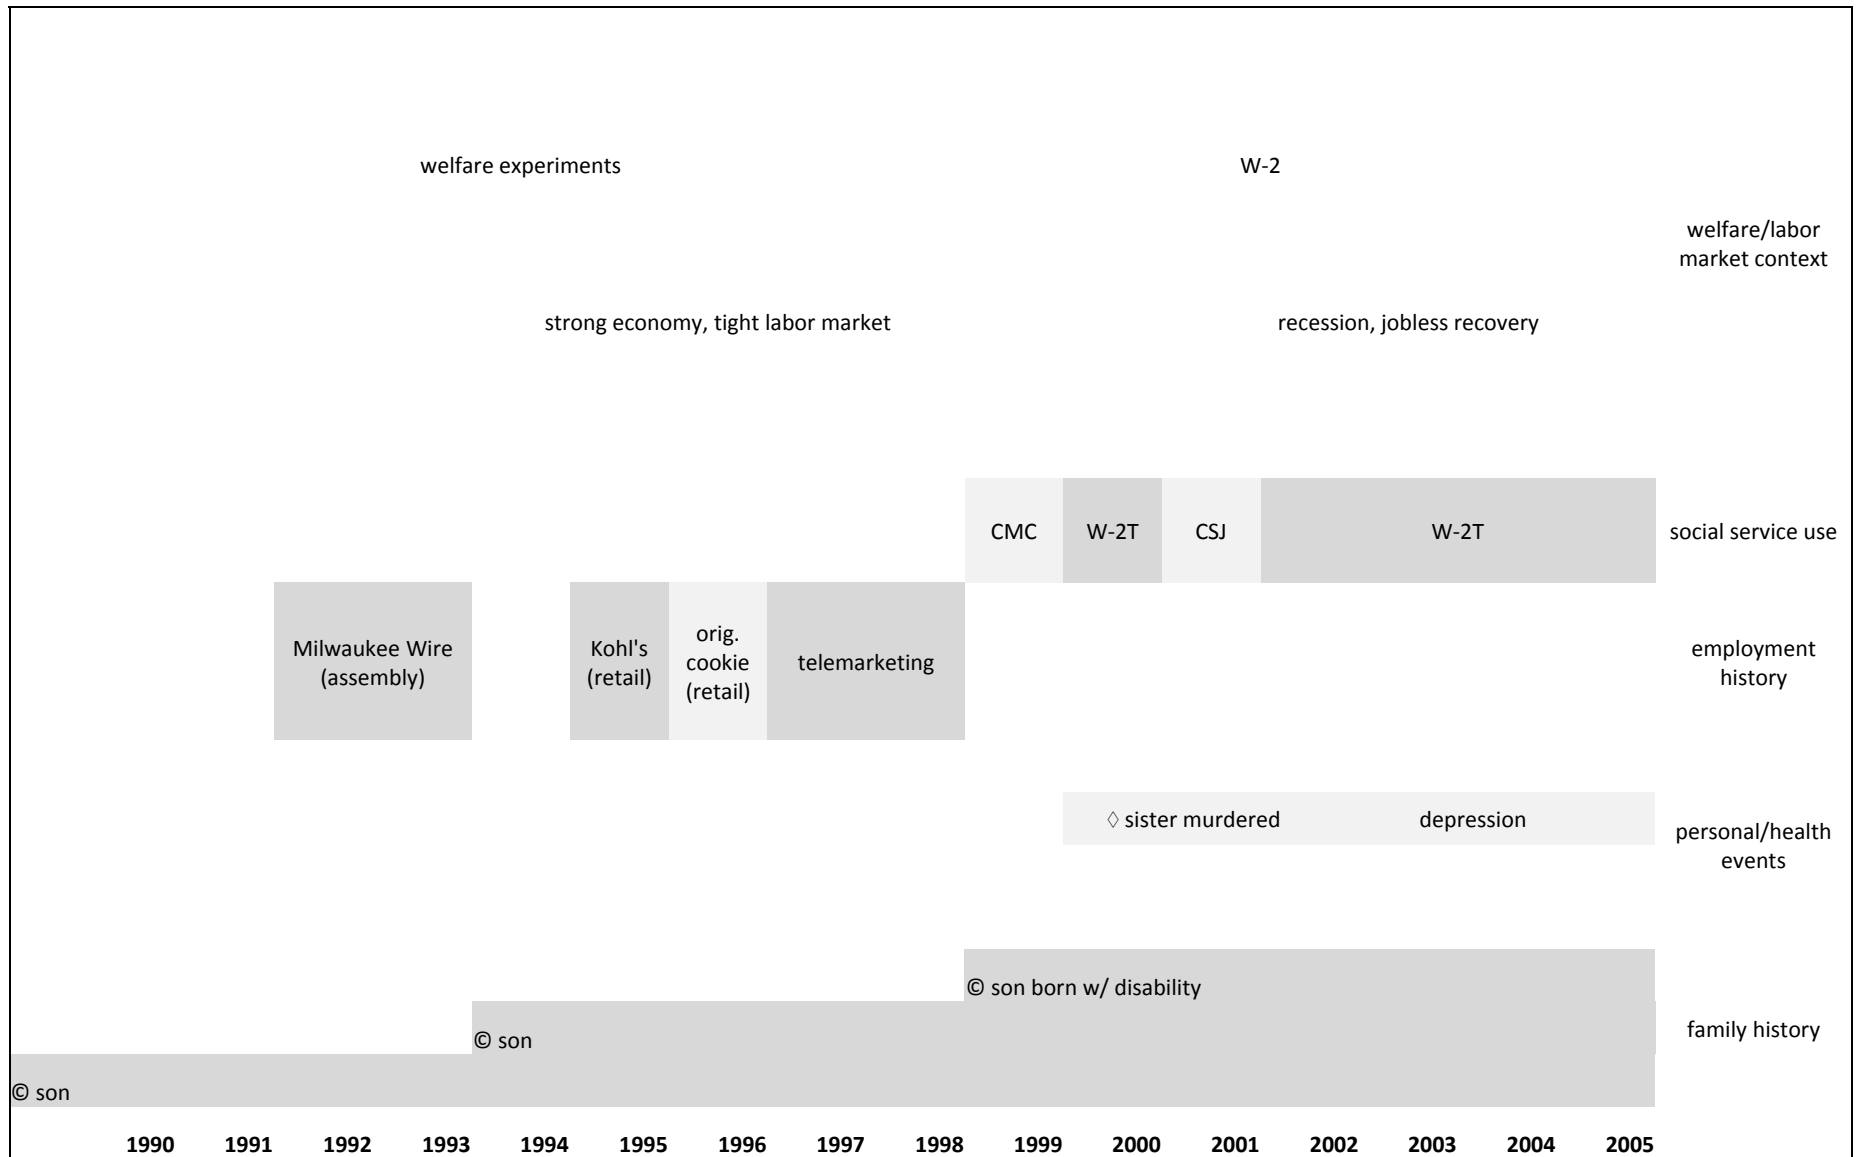 welfare experiments
W-2
welfare/labor
market context
strong economy, tight labor market
recession, jobless recovery
CMC
W-2T
CSJ
W-2T
social service use
Milwaukee Wire
(assembly)
Kohl's
(retail)
orig.
cookie
(retail)
telemarketing
employment
history
◊ sister murdered
depression
personal/health
events
© son born w/ disability
© son
family history
© son
1990 1991 1992 1993 1994 1995 1996 1997 1998 1999 2000 2001 2002 2003 2004 2005